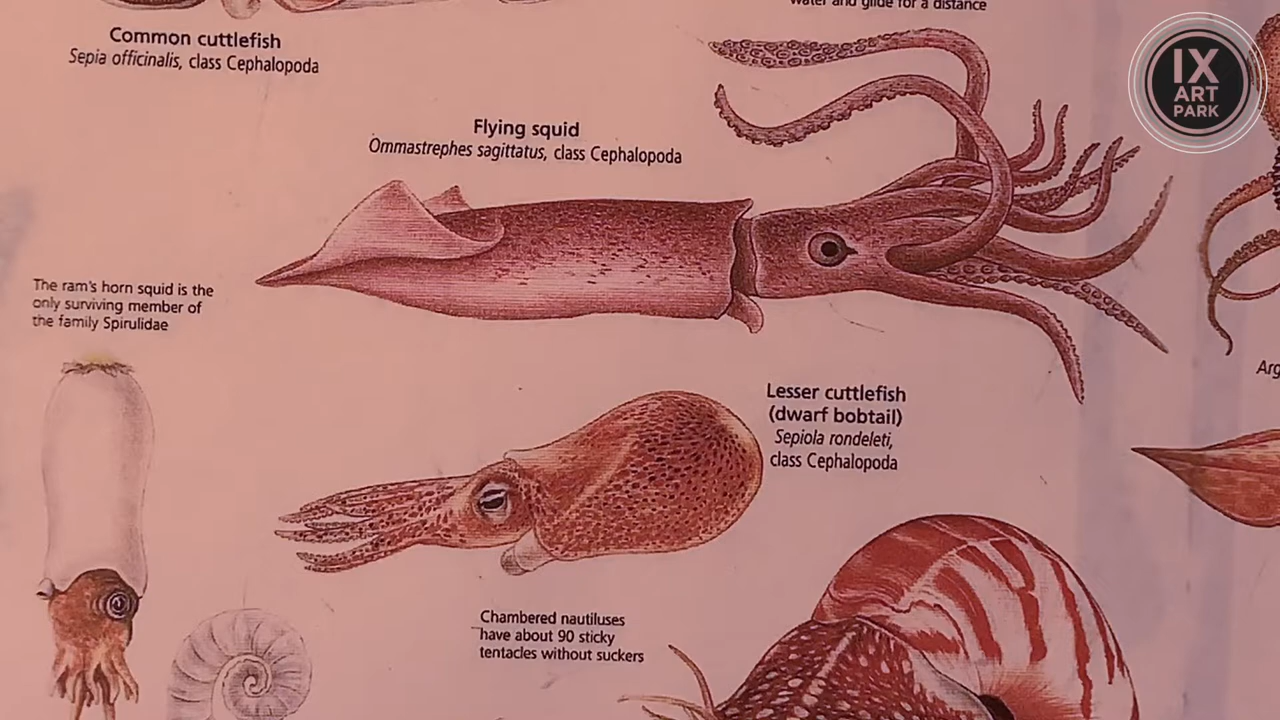 water and glide for a distance
Common cuttlefish
Sepia officinalis, class Cephalopoda
IX
ART
PARK
Flying squid
Ommastrephes sagittatus, class Cephalopoda
The ram's horn squid is the
only surviving member of
the family Spirulidae
Arg
Lesser cuttlefish
(dwarf bobtail)
Sepiola rondeleti,
class Cephalopoda
Chambered nautiluses
have about 90 sticky
tentacles without suckers